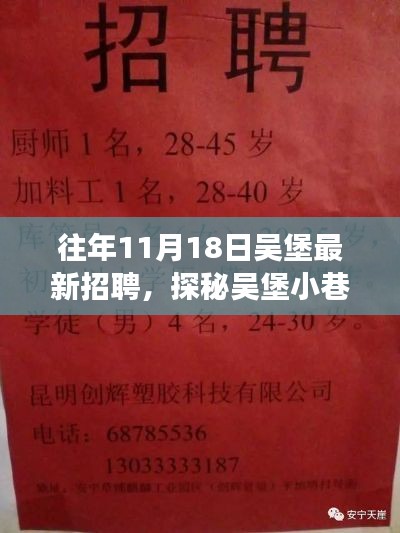 招聘
厨师1名，28-45岁
加料工1名，28-40岁
往年11月18日吴堡最
新招聘，探秘吴堡小巷
学徒（男）4名，24-30岁。
昆明创辉塑胶科技有限公司
电话：68785536
13033333187
安宁天崖